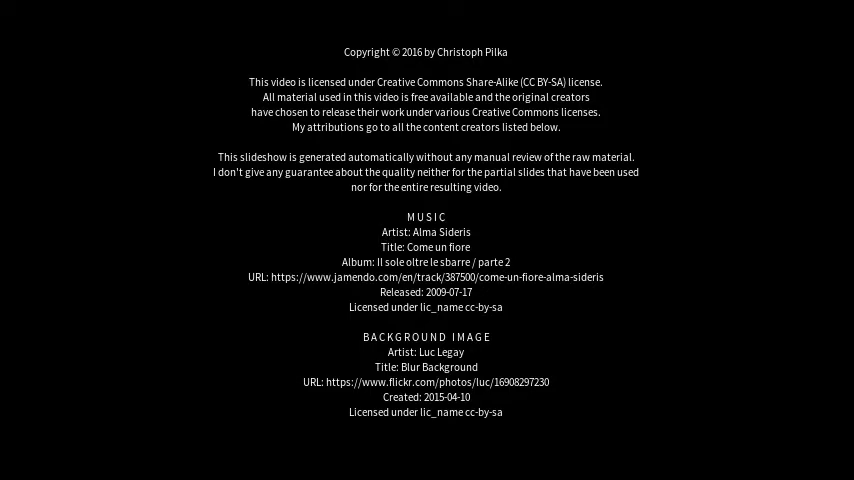 Copyright © 2016 by Christoph Pilka
This video is licensed under Creative Commons Share-Alike (CC BY-SA) license.
All material used in this video is free available and the original creators
have chosen to release their work under various Creative Commons licenses.
My attributions go to all the content creators listed below.
This slideshow is generated automatically without any manual review of the raw material.
I don't give any guarantee about the quality neither for the partial slides that have been used
nor for the entire resulting video.
MUSIC
Artist: Alma Sideris
Title: Come un fiore
Album: Il sole oltre le sbarre / parte 2
URL: https://www.jamendo.com/en/track/387500/come-un-fiore-alma-sideris
Released: 2009-07-17
Licensed under lic_name cc-by-sa
BACKGROUND IMAGE
Artist: Luc Legay
Title: Blur Background
URL: https://www.flickr.com/photos/luc/16908297230
Created: 2015-04-10
Licensed under lic_name cc-by-sa